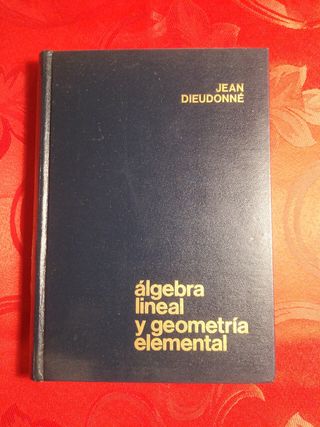 JEAN
DIEUDONNÉ
álgebra
lineal
y geometría
elemental